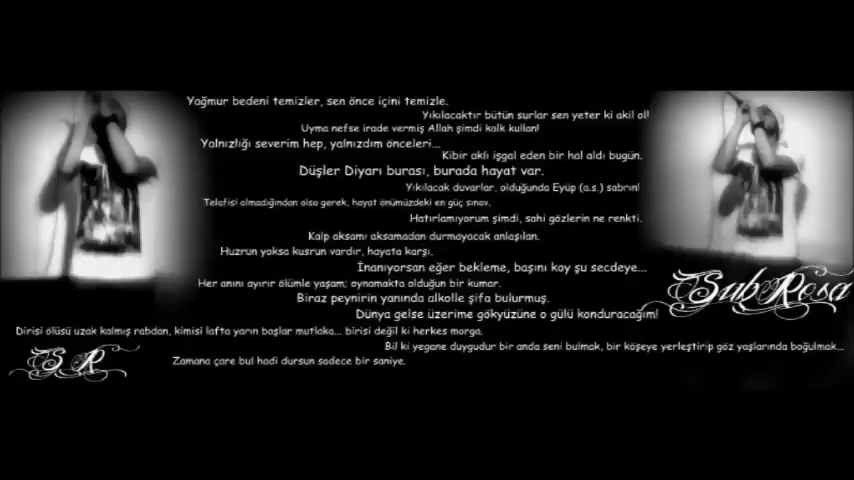 Yağmur bedeni temizler, sen önce içini temizle.
Yıkılacaktır bütün surlar sen yeter ki akil ol!
Uyma nefse irade vermiş Allah şimdi kalk kullan!
Yalnızlığı severim hep, yalnızdım önceleri...
Kibir aklı işgal eden bir hal aldı bugün.
Düşler Diyarı burası, burada hayat var.
Yıkılacak duvarlar, olduğunda Eyüp (a.s.) sabrın!
Telafisi olmadığından olsa gerek, hayat önümüzdeki en güç sınav.
Hatırlamıyorum şimdi, sahi gözlerin ne renkti.
Kalp aksamı aksamadan durmayacak anlaşılan.
Huzrun yoksa kusrun vardır, hayata karşı.
İnanıyorsan eğer bekleme, başını koy şu secdeye...
Her anını ayırır ölümle yaşam; oynamakta olduğun bir kumar.
Biraz peynirin yanında alkolle şifa bulurmuş.
Dünya gelse üzerime gökyüzüne o gülü konduracağım!
Dirisi ölüsü uzak kalmış rabdan, kimisi lafta yarın başlar mutlaka... birisi değil ki herkes morga.
Bil ki yegane duygudur bir anda seni bulmak, bir köşeye yerleştirip göz yaşlarında boğulmak...
Zamana çare bul hadi dursun sadece bir saniye.
SubRosa
S R